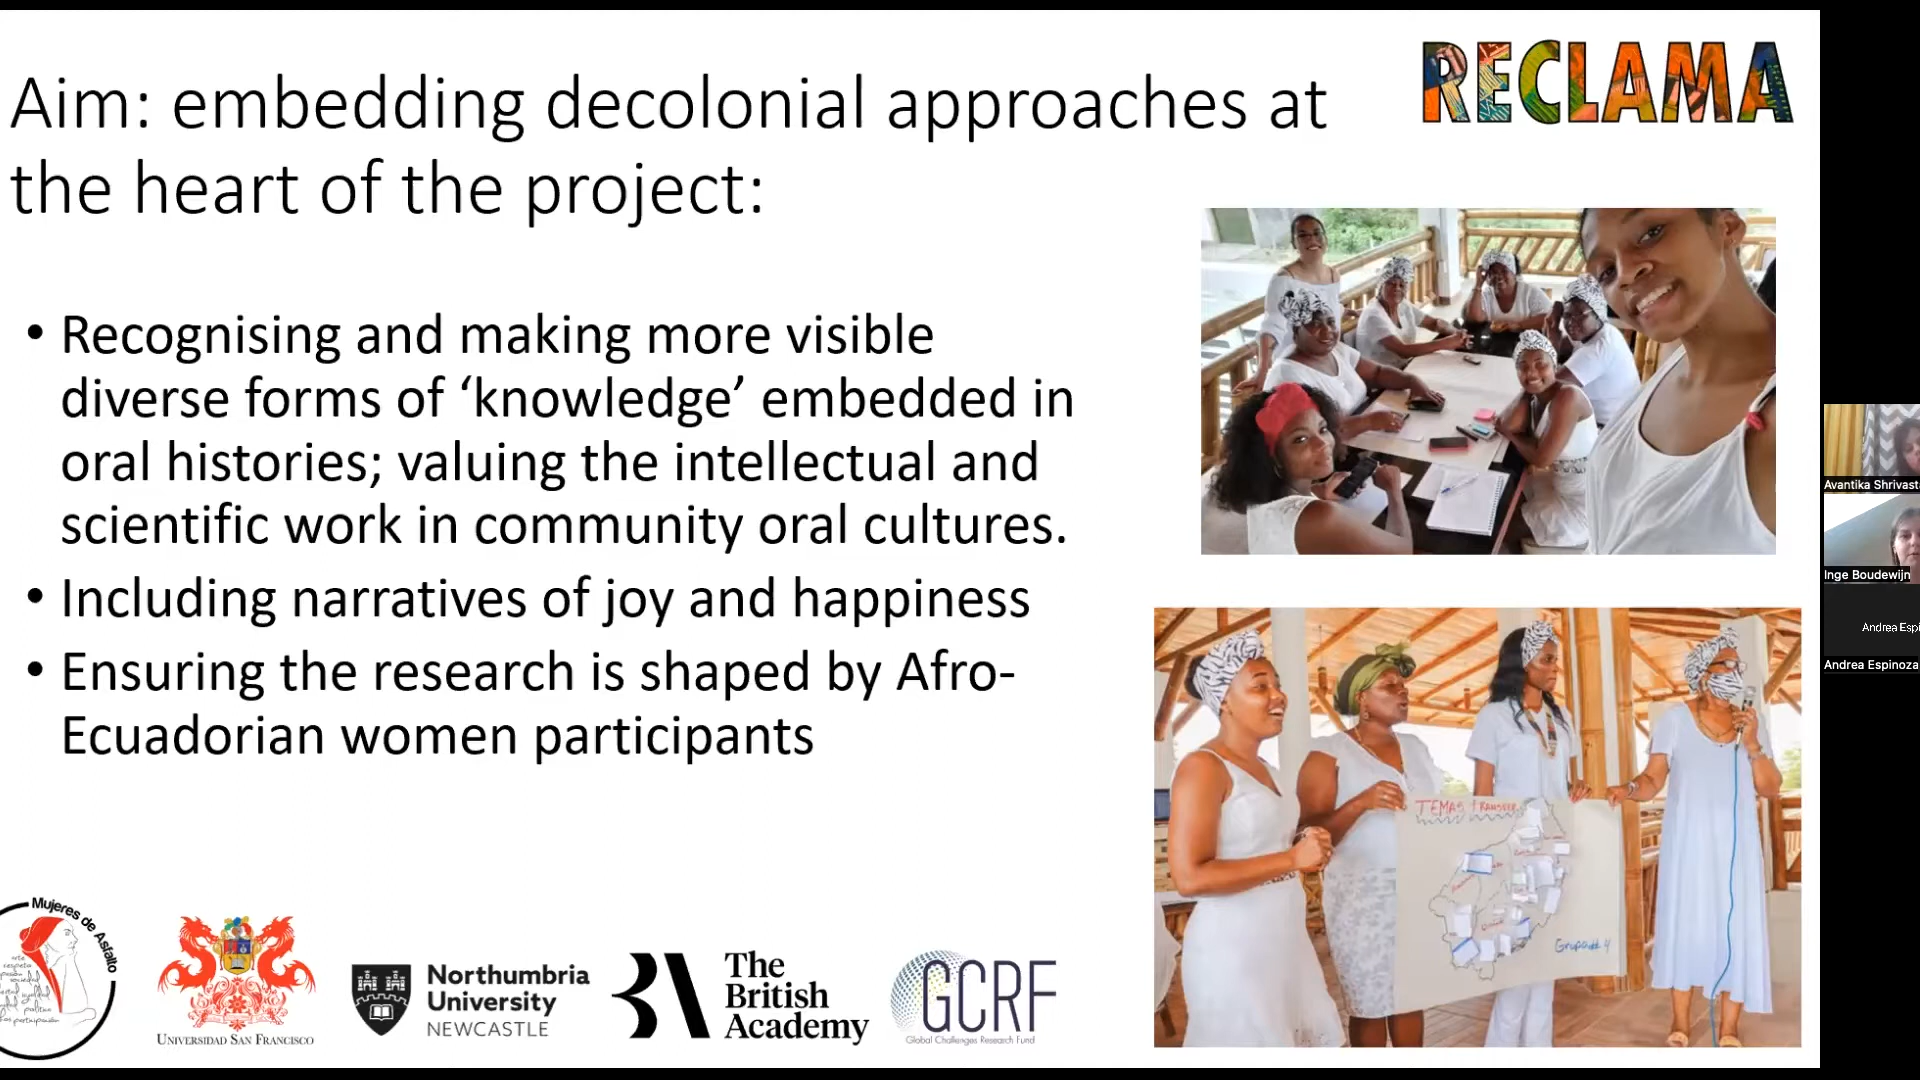 RECLAMA
Aim: embedding decolonial approaches at
the heart of the project:
• Recognising and making more visible
diverse forms of ‘knowledge’ embedded in
oral histories; valuing the intellectual and
scientific work in community oral cultures.
• Including narratives of joy and happiness
• Ensuring the research is shaped by Afro-
Ecuadorian women participants
TEMAS
Mujeres de Asfalto
UNIVERSIDAD SAN FRANCISCO
Northumbria
University
NEWCASTLE
The
British
Academy
GCRF
Global Challenges Research Fund
Avantika Shrivast
Inge Boudewijn
Andrea Espi
Andrea Espinoza